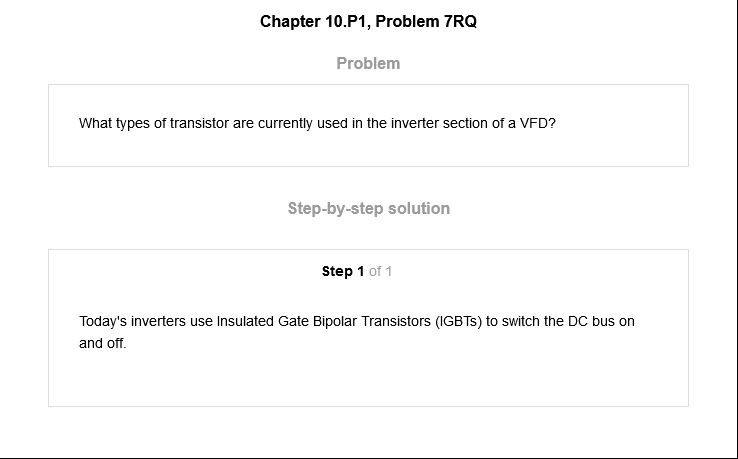 Chapter 10.P1, Problem 7RQ
Problem
What types of transistor are currently used in the inverter section of a VFD?
Step-by-step solution
Step 1 of 1
Today's inverters use Insulated Gate Bipolar Transistors (IGBTs) to switch the DC bus on
and off.